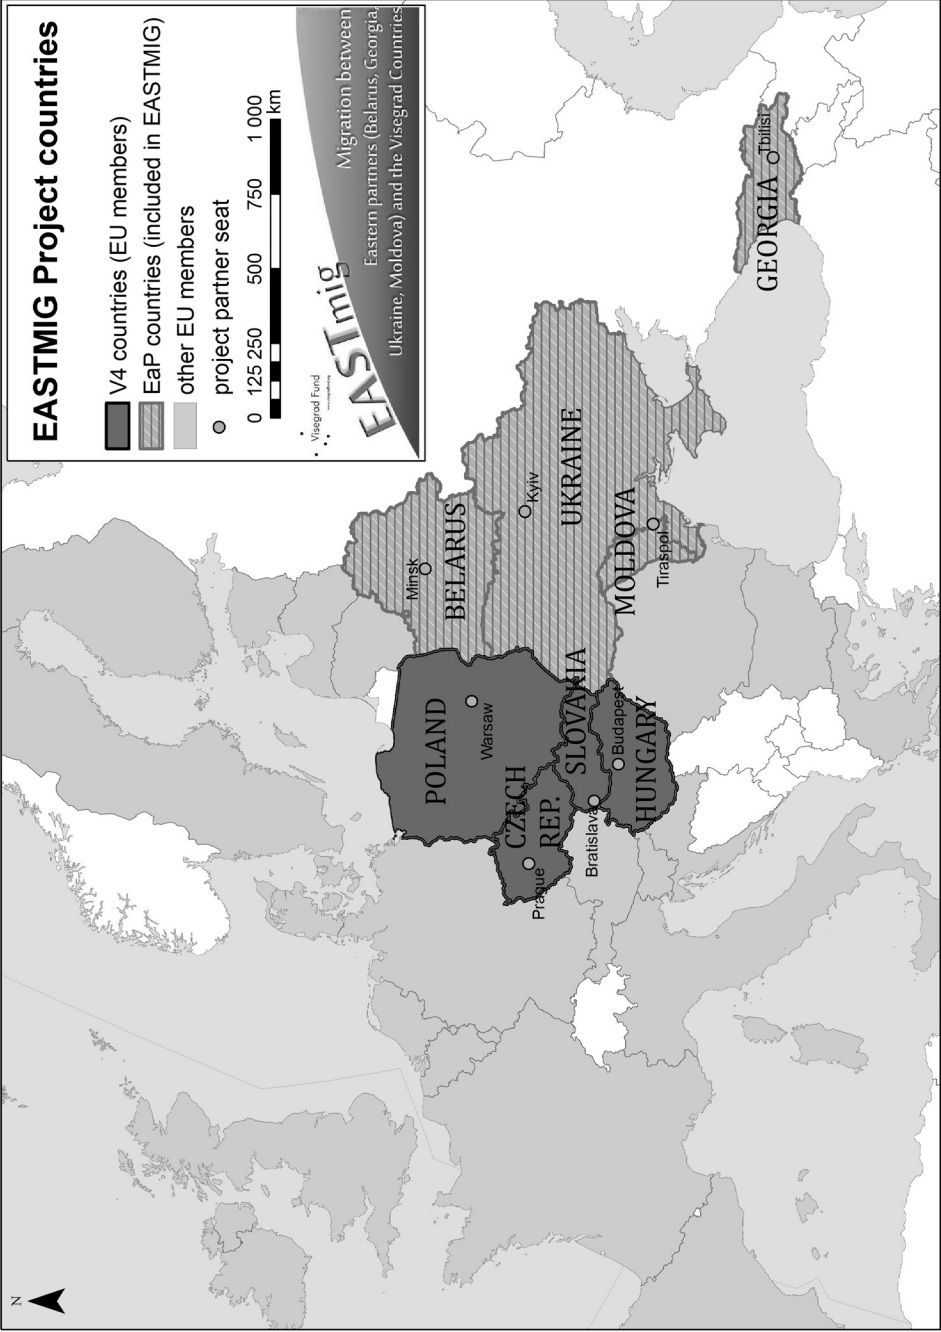 N
EASTMIG Project countries
V4 countries (EU members)
EaP countries (included in EASTMIG)
other EU members
project partner seat
0 125 250 500 750 1 000
km
Visegrad Fund
EASTmig
Migration between
Eastern partners (Belarus, Georgia,
Ukraine, Moldova) and the Visegrad Countries
Minsk
BELARUS
POLAND
Warsaw
Kyiv
UKRAINE
CZECH
REP.
Prague
SLOVAKIA
Bratislava
MOLDOVA
Tiraspol
Budapest
HUNGARY
GEORGIA
Tbilisi